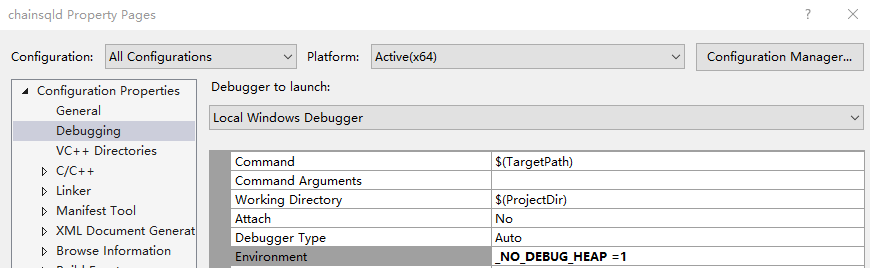 chainsqld Property Pages
? ×
Configuration: All Configurations Platform: Active(x64) Configuration Manager...
Configuration Properties
General
Debugging
VC++ Directories
C/C++
Linker
Manifest Tool
XML Document Generat
Browse Information
Debugger to launch:
Local Windows Debugger
Command $(TargetPath)
Command Arguments
Working Directory $(ProjectDir)
Attach No
Debugger Type Auto
Environment _NO_DEBUG_HEAP =1